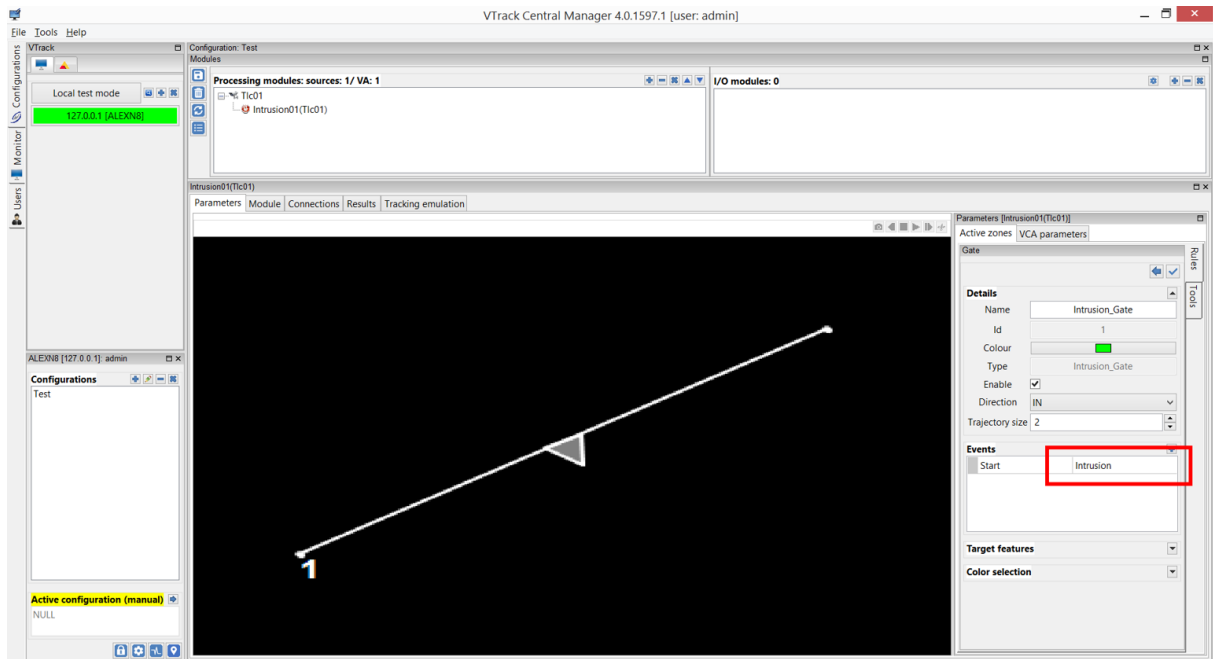 VTrack Central Manager 4.0.1597.1 [user: admin]
File Tools Help
Configurations
Monitor
Users
VTrack
Local test mode
127.0.0.1 [ALEXN8]
ALEXN8 [127.0.0.1]: admin
Configurations
Test
Active configuration (manual)
NULL
Configuration: Test
Modules
Processing modules: sources: 1/ VA: 1
Tlc01
Intrusion01(Tlc01)
I/O modules: 0
Intrusion01(Tlc01)
Parameters Module Connections Results Tracking emulation
1
Parameters [Intrusion01(Tlc01)]
Active zones VCA parameters
Gate
Rules
Tools
Details
Name Intrusion_Gate
Id 1
Colour
Type Intrusion_Gate
Enable
Direction IN
Trajectory size 2
Events
Start Intrusion
Target features
Color selection